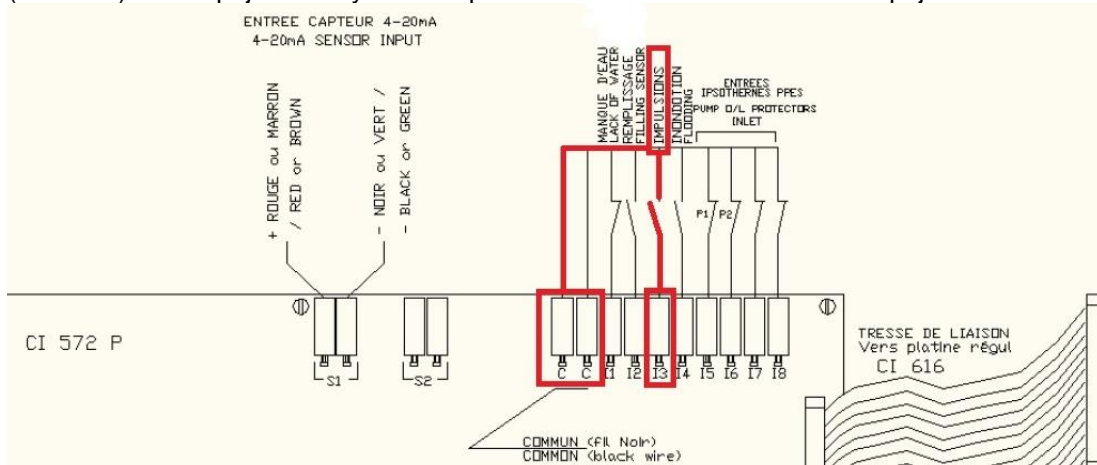 ENTREE CAPTEUR 4-20mA
4-20mA SENSOR INPUT
+ ROUGE ou MARRON
/ RED or BROWN
- NOIR ou VERT /
- BLACK or GREEN
MANQUE D'EAU
LACK OF WATER
REMPLISSAGE
FILLING SENSOR
IMPULSIONS
INONDOTION
FLOODING
ENTREES
IPSOTHERNES PPES
PUMP O/L PROTECTORS
INLET
P1 P2
CI 572 P
S1 S2
C C I1 I2 I3 I4 I5 I6 I7 I8
TRESSE DE LIAISON
Vers platine régul
CI 616
COMMUN (fil Noir)
COMMON (black wire)